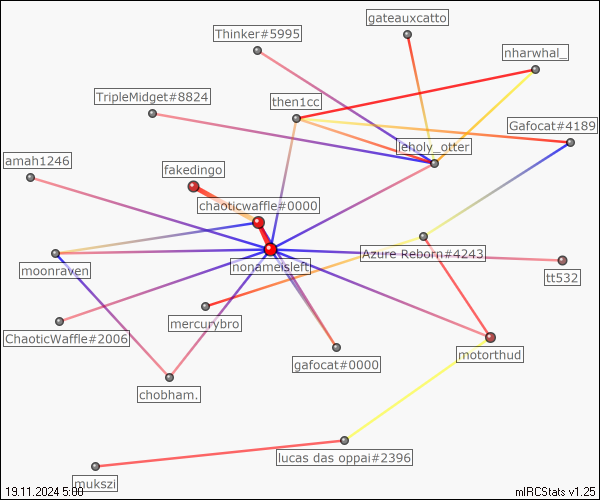 gateauxcatto
Thinker#5995
nharwhal_
TripleMidget#8824
then1cc
Gafocat#4189
leholy_otter
amah1246
fakedingo
chaoticwaffle#0000
Azure Reborn#4243
moonraven
nonameisleft
tt532
mercurybro
ChaoticWaffle#2006
motorthud
gafocat#0000
chobham.
lucas das oppai#2396
mukszi
19.11.2024 5:00
mIRCStats v1.25